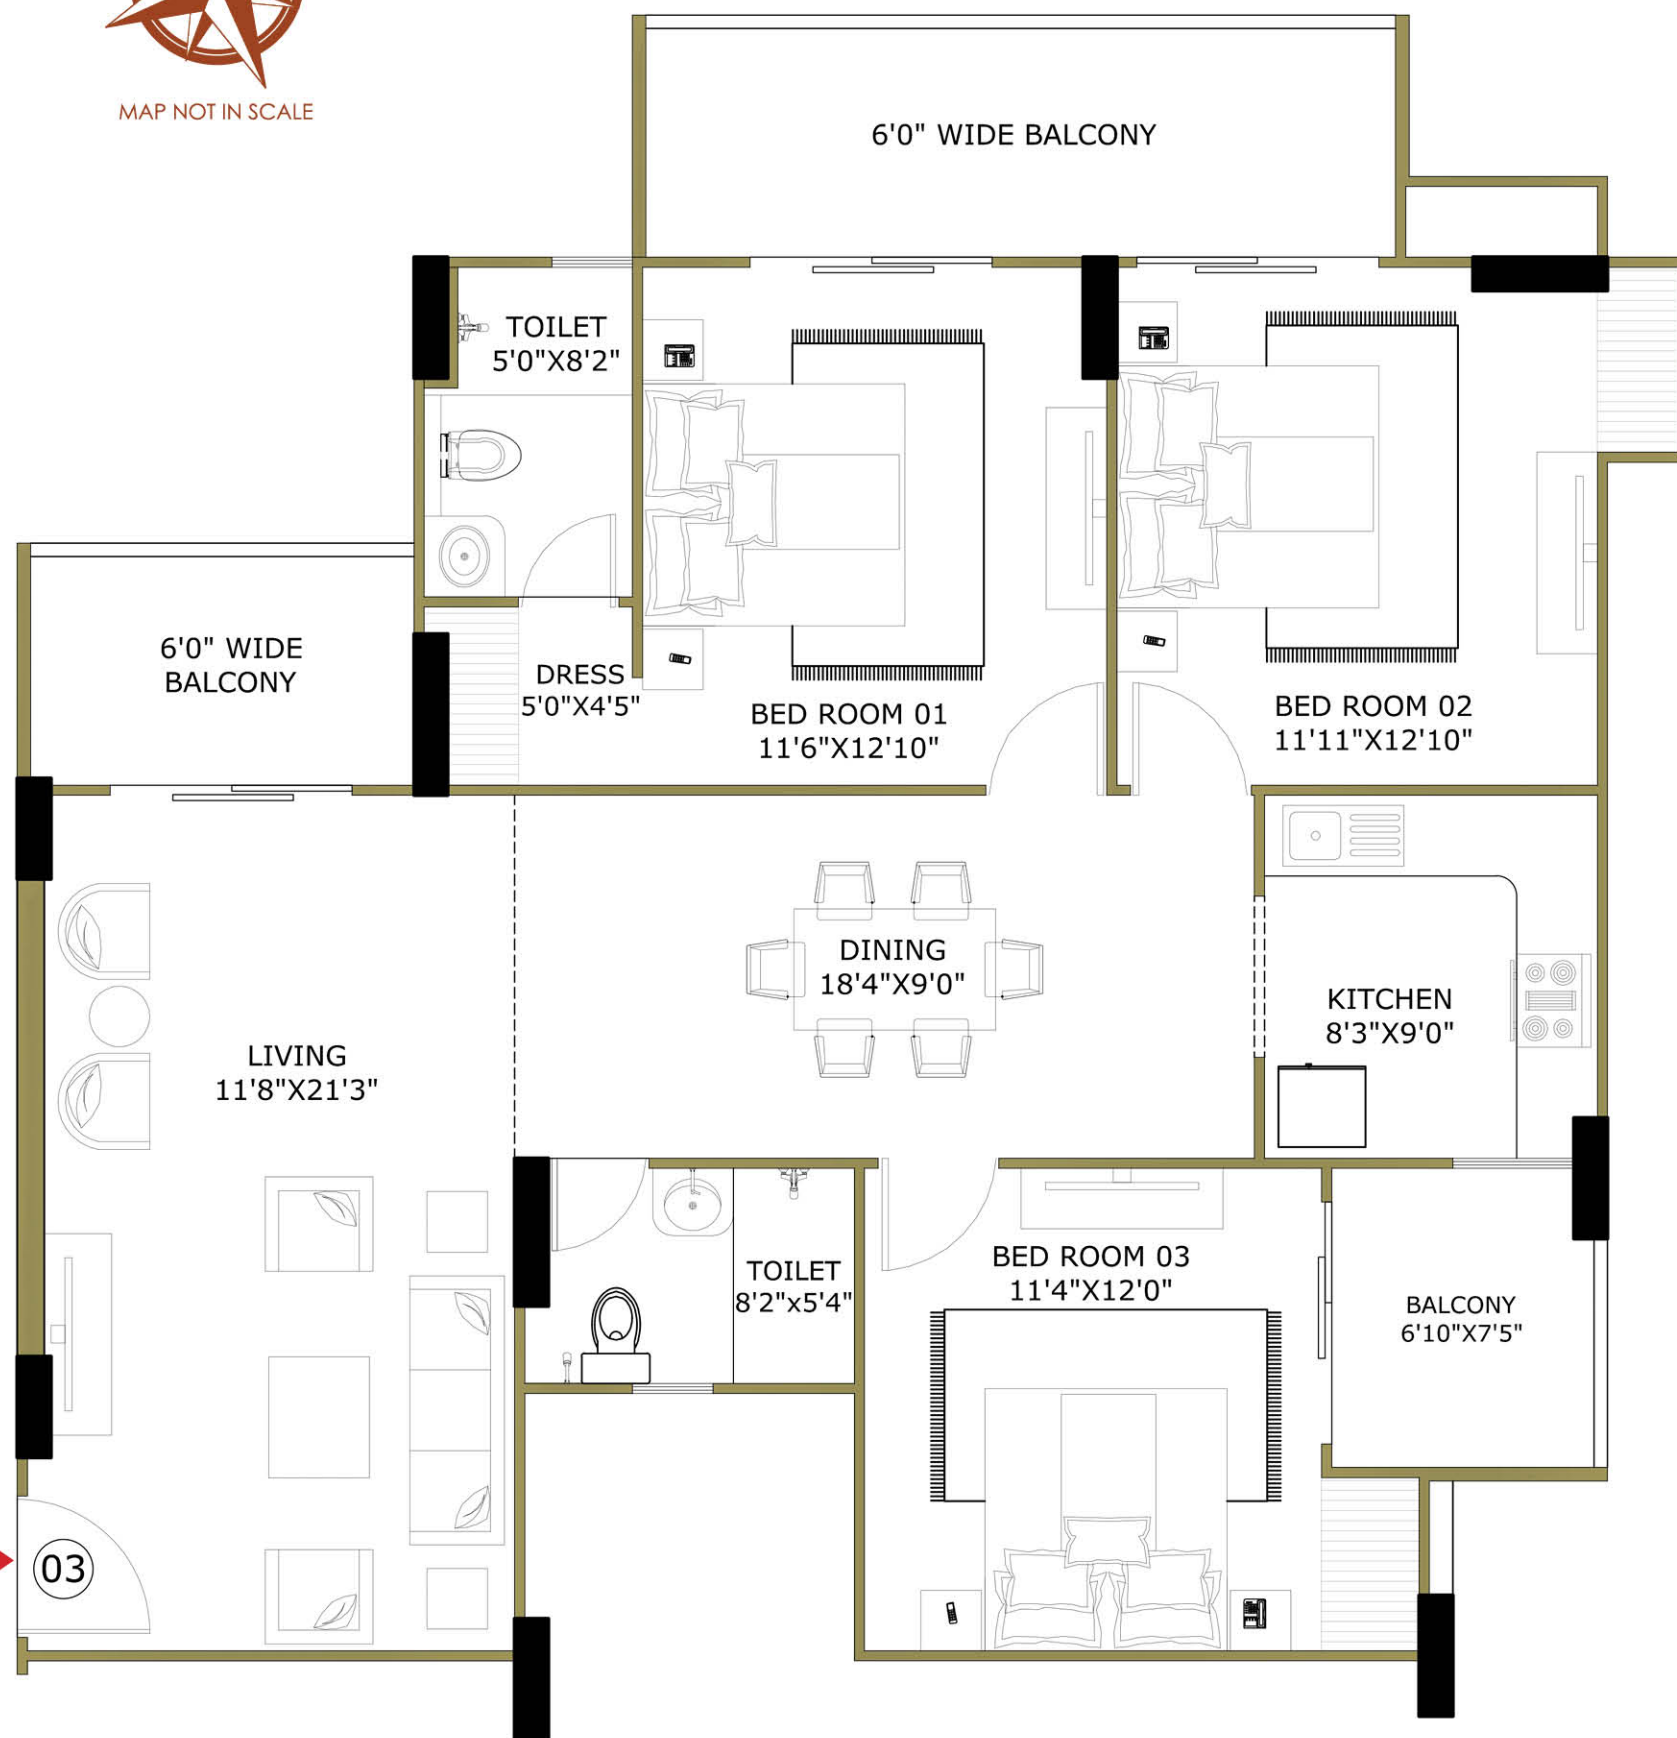 MAP NOT IN SCALE
6'0" WIDE BALCONY
TOILET
5'0"X8'2"
6'0" WIDE
BALCONY
DRESS
5'0"X4'5"
BED ROOM 01
11'6"X12'10"
BED ROOM 02
11'11"X12'10"
DINING
18'4"X9'0"
KITCHEN
8'3"X9'0"
LIVING
11'8"X21'3"
TOILET
8'2"x5'4"
BED ROOM 03
11'4"X12'0"
BALCONY
6'10"X7'5"
03